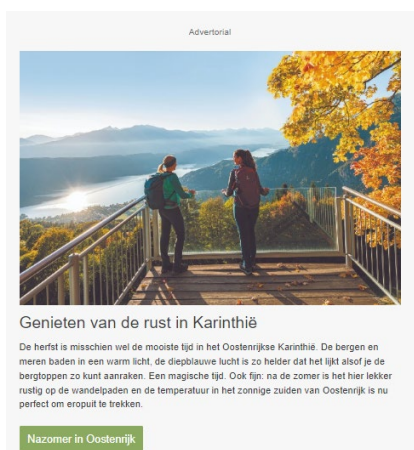 Advertorial
Genieten van de rust in Karinthië
De herfst is misschien wel de mooiste tijd in het Oostenrijkse Karinthië. De bergen en
meren baden in een warm licht, de diepblauwe lucht is zo helder dat het lijkt alsof je de
bergtoppen zo kunt aanraken. Een magische tijd. Ook fijn: na de zomer is het hier lekker
rustig op de wandelpaden en de temperatuur in het zonnige zuiden van Oostenrijk is nu
perfect om eropuit te trekken.
Nazomer in Oostenrijk